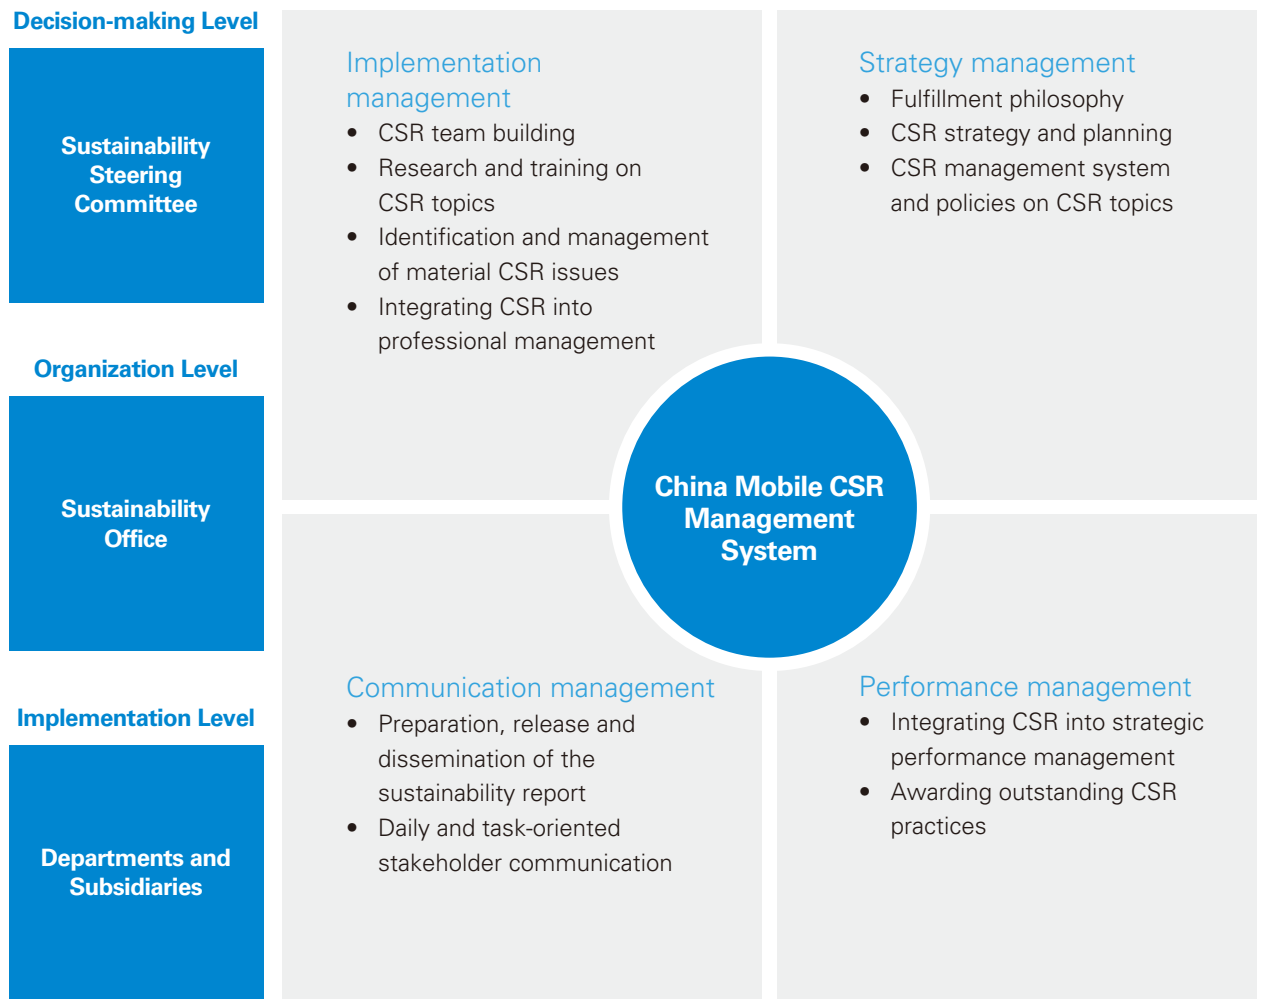 Decision-making Level
Sustainability
Steering
Committee
Organization Level
Sustainability
Office
Implementation Level
Departments and
Subsidiaries
Implementation
management
• CSR team building
• Research and training on
CSR topics
• Identification and management
of material CSR issues
• Integrating CSR into
professional management
Strategy management
• Fulfillment philosophy
• CSR strategy and planning
• CSR management system
and policies on CSR topics
China Mobile CSR
Management
System
Communication management
• Preparation, release and
dissemination of the
sustainability report
• Daily and task-oriented
stakeholder communication
Performance management
• Integrating CSR into strategic
performance management
• Awarding outstanding CSR
practices